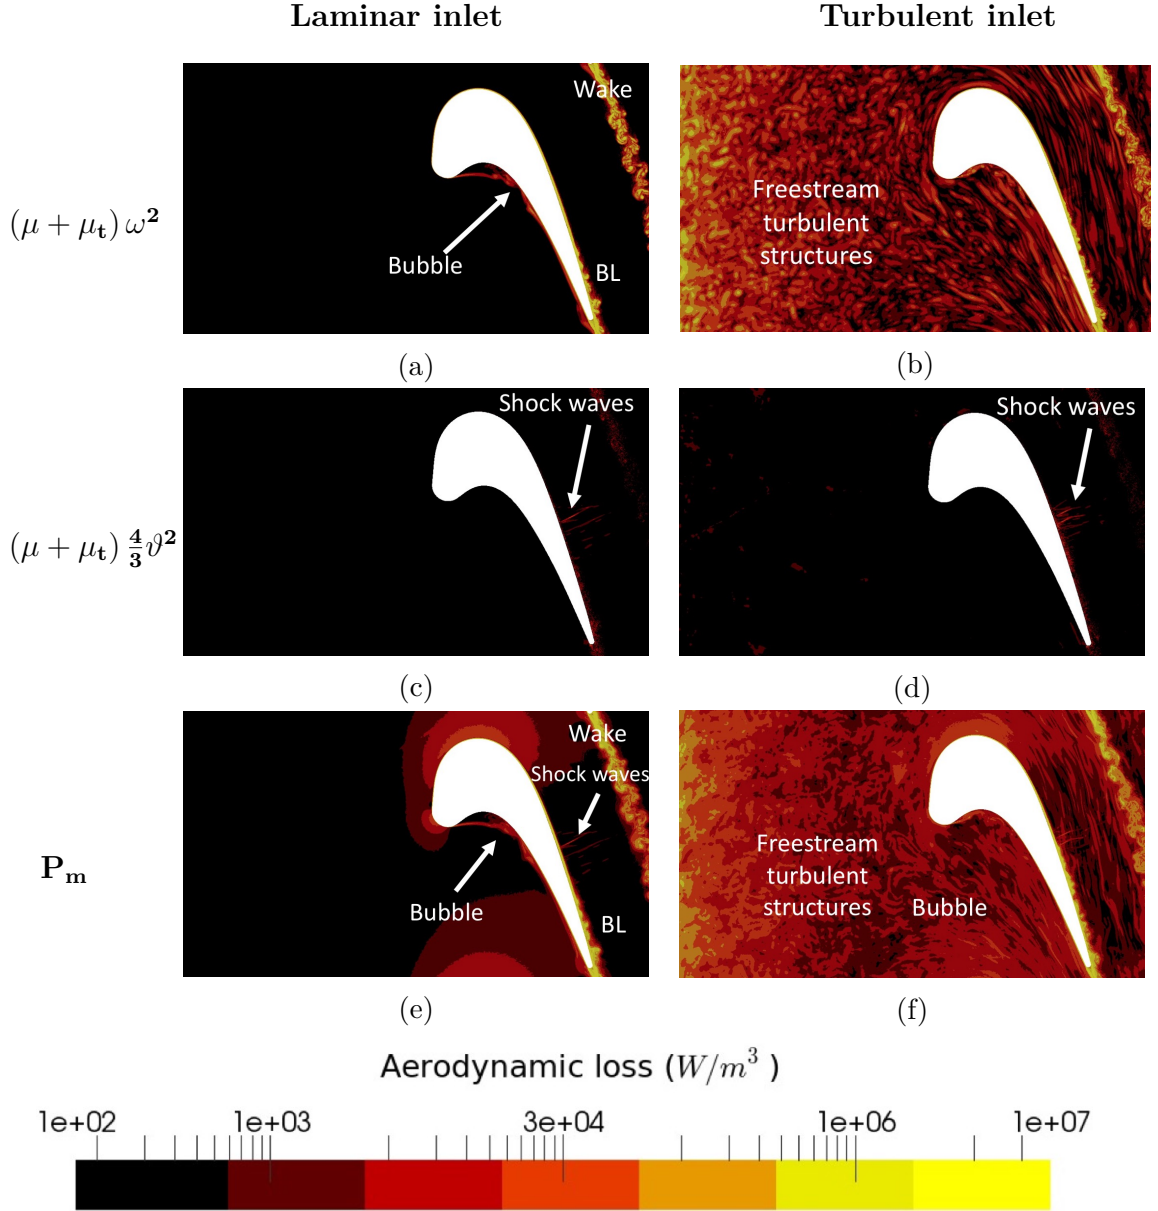 Laminar inlet
Turbulent inlet
(μ + μt) ω²
Wake
Bubble
BL
(a)
Freestream
turbulent
structures
(b)
(μ + μt) 4/3 ϑ²
Shock waves
(c)
Shock waves
(d)
Pm
Wake
Shock waves
Bubble
BL
(e)
Freestream
turbulent
structures
Bubble
(f)
Aerodynamic loss (W/m³ )
1e+02 1e+03 3e+04 1e+06 1e+07